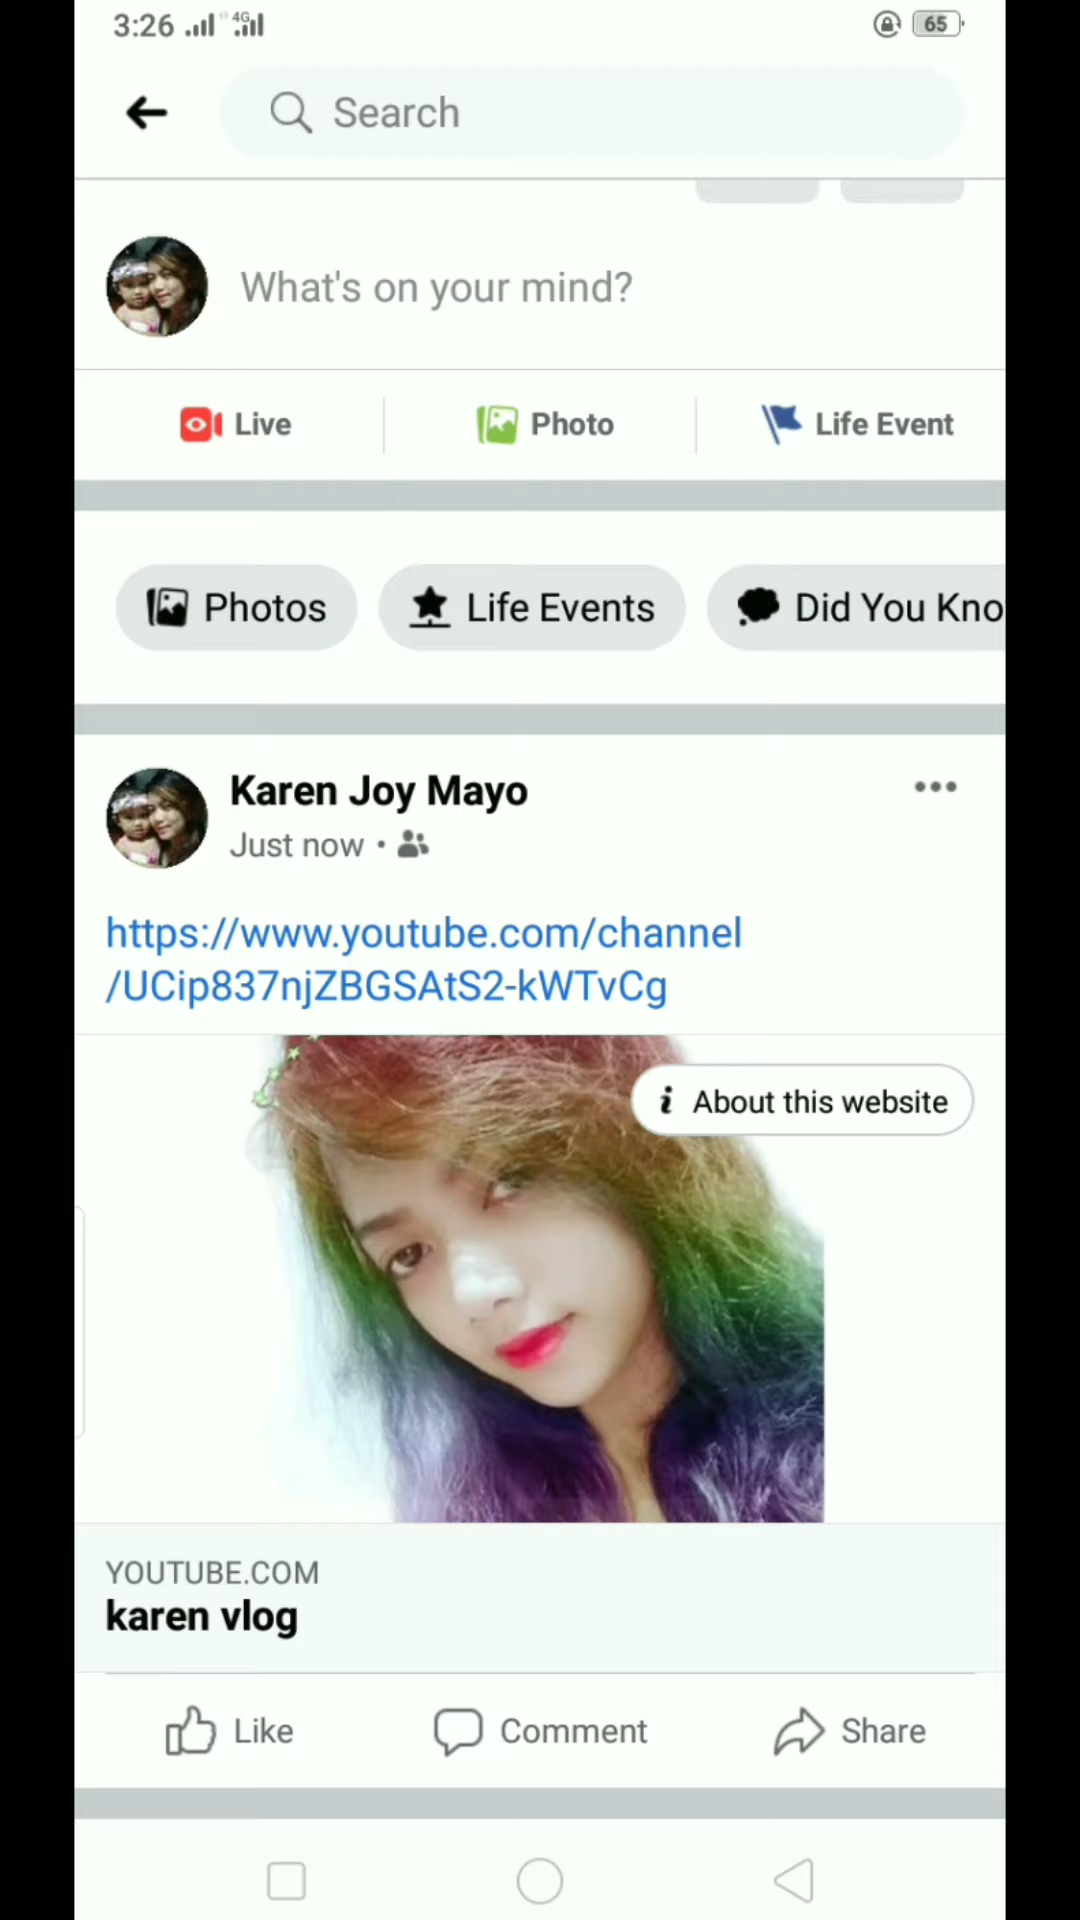 3:26 4G 65
Search
What's on your mind?
Live Photo Life Event
Photos Life Events Did You Kno
Karen Joy Mayo
Just now •
https://www.youtube.com/channel
/UCip837njZBGSAtS2-kWTvCg
i About this website
YOUTUBE.COM
karen vlog
Like Comment Share